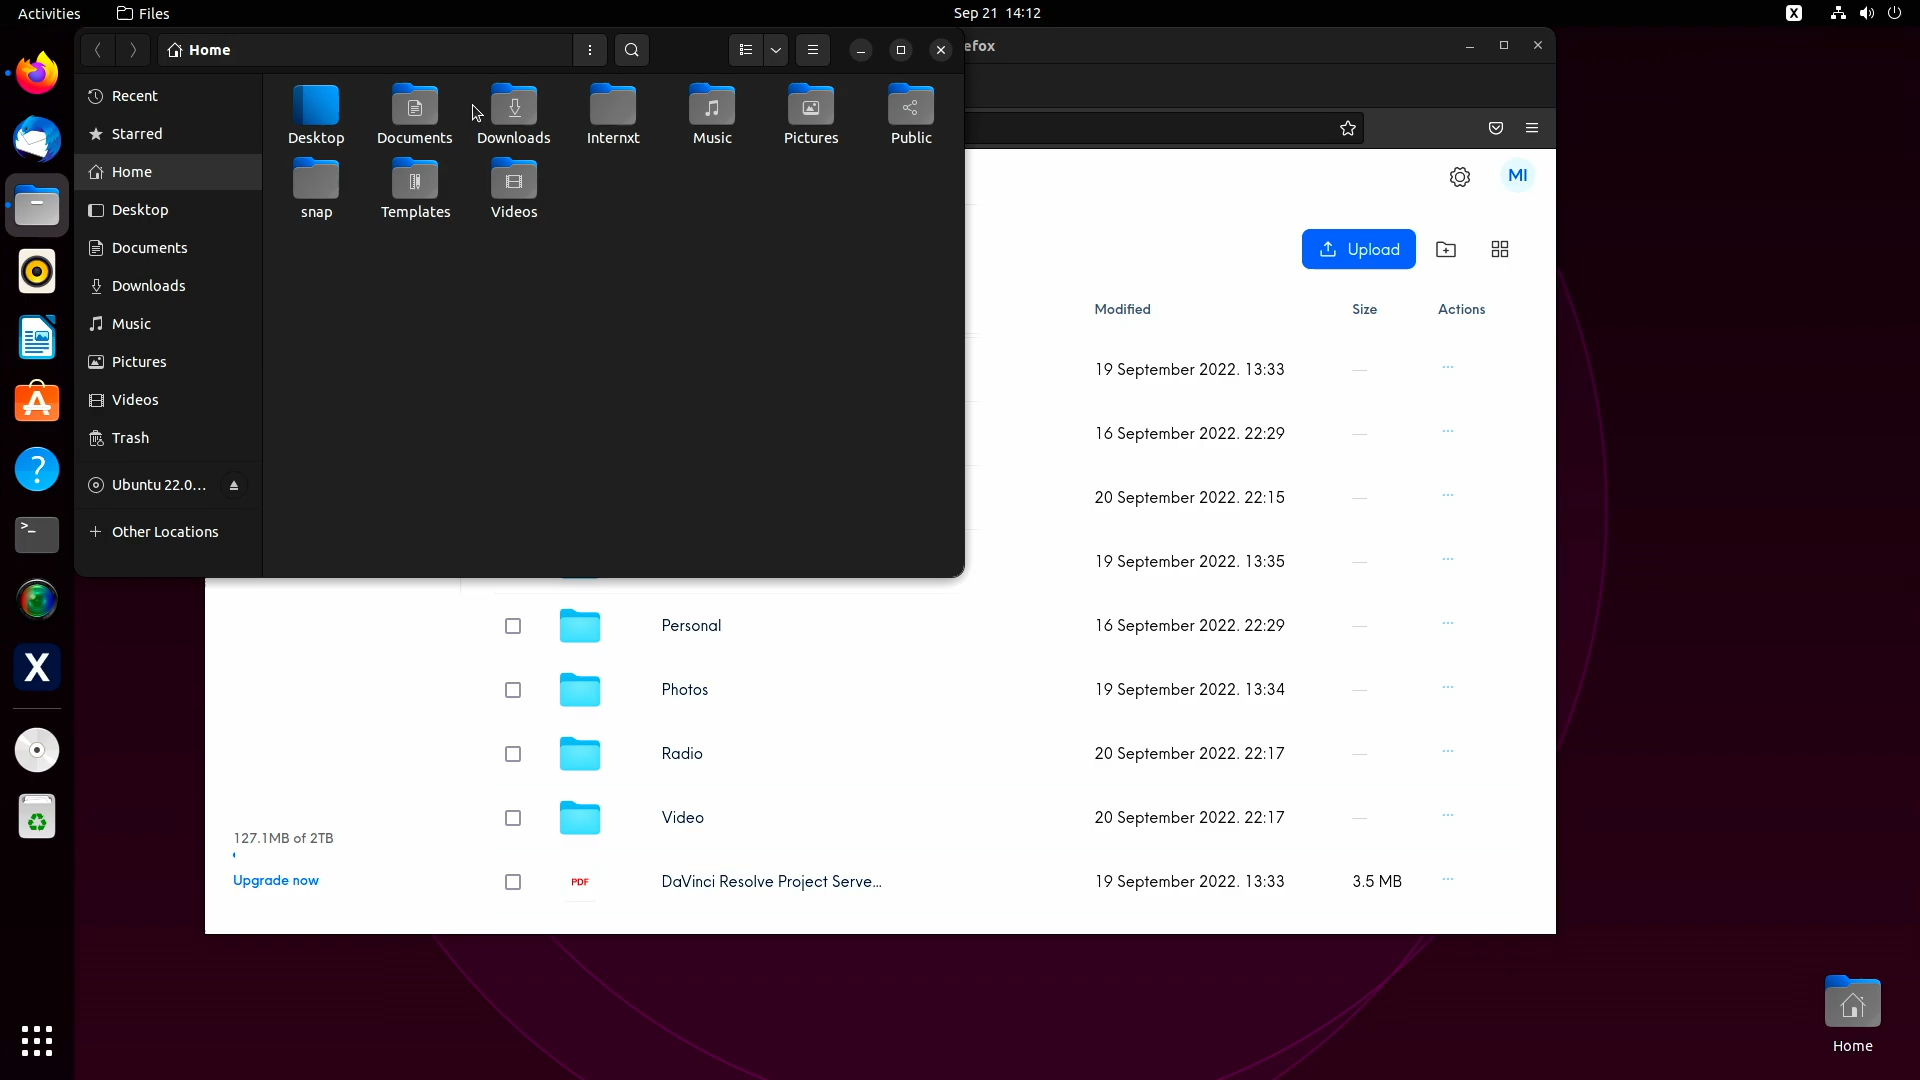 Activities
Files
Sep 21 14:12
X
Home
efox
Recent
Starred
Home
Desktop
Documents
Downloads
Music
Pictures
Videos
Trash
Ubuntu 22.0...
Other Locations
Desktop
Documents
Downloads
Internxt
Music
Pictures
Public
snap
Templates
Videos
MI
Upload
Modified
Size
Actions
19 September 2022. 13:33
—
16 September 2022. 22:29
—
20 September 2022. 22:15
—
19 September 2022. 13:35
—
Personal
16 September 2022. 22:29
—
Photos
19 September 2022. 13:34
—
Radio
20 September 2022. 22:17
—
Video
20 September 2022. 22:17
—
PDF
DaVinci Resolve Project Serve...
19 September 2022. 13:33
3.5 MB
127.1MB of 2TB
Upgrade now
X
Home